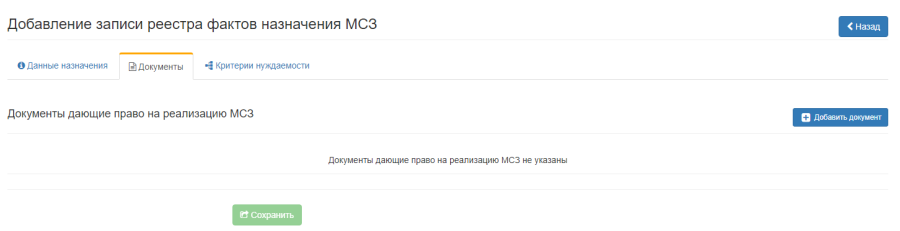 Добавление записи реестра фактов назначения МСЗ
Назад
Данные назначения
Документы
Критерии нуждаемости
Документы дающие право на реализацию МСЗ
Добавить документ
Документы дающие право на реализацию МСЗ не указаны
Сохранить